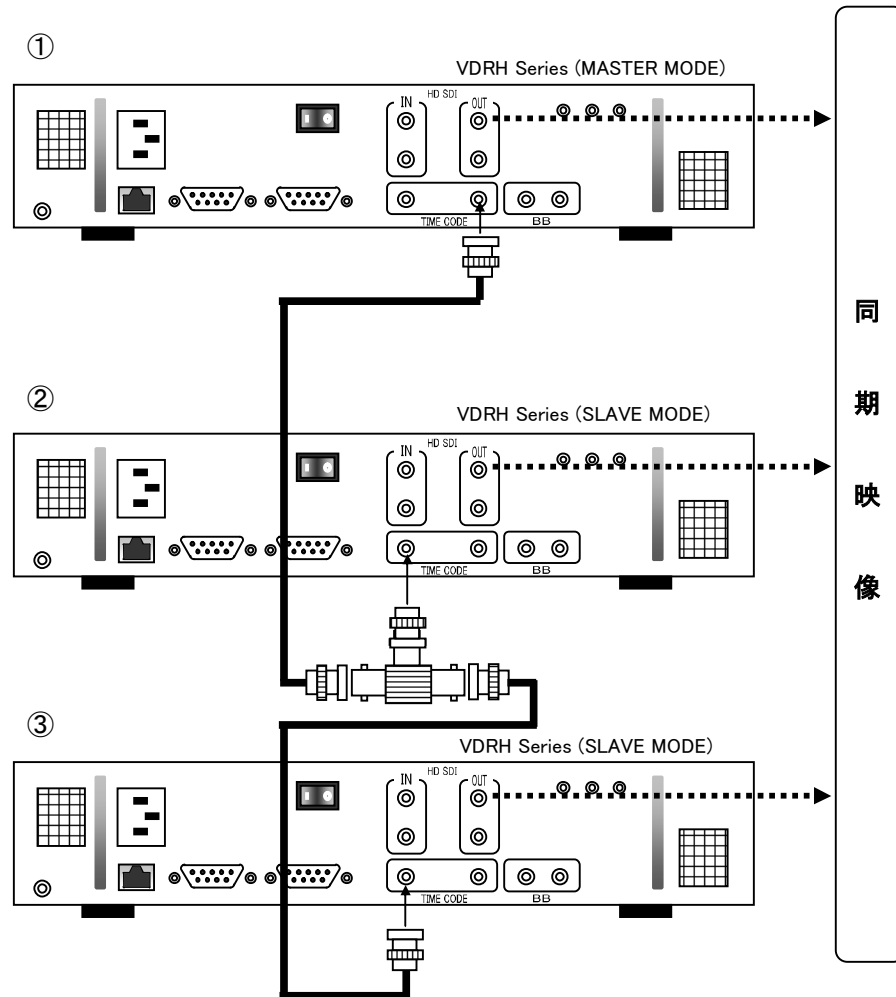 ①
VDRH Series (MASTER MODE)
HD SDI
IN OUT
TIME CODE BB
②
VDRH Series (SLAVE MODE)
HD SDI
IN OUT
TIME CODE BB
③
VDRH Series (SLAVE MODE)
HD SDI
IN OUT
TIME CODE BB
同期映像